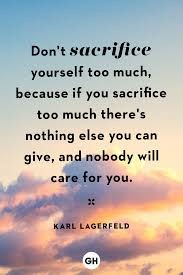 Don't sacrifice
yourself too much,
because if you sacrifice
too much there's
nothing else you can
give, and nobody will
care for you.
KARL LAGERFELD
GH